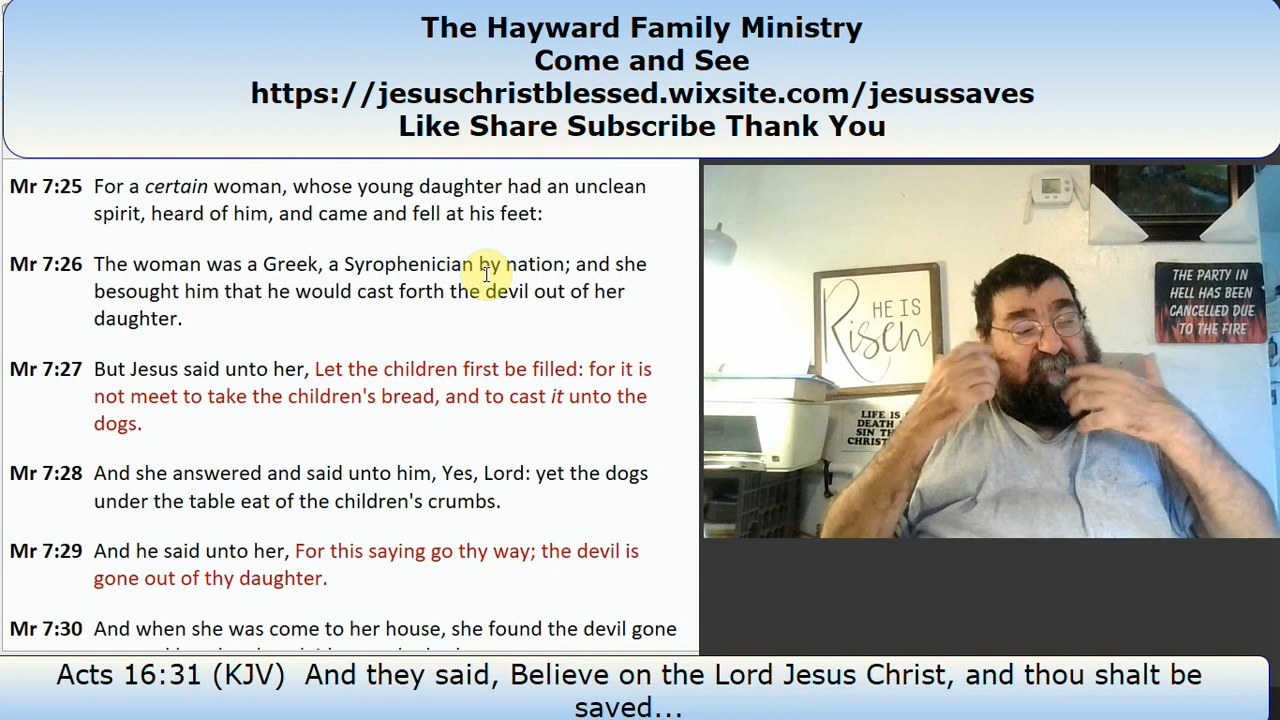 The Hayward Family Ministry
Come and See
https://jesuschristblessed.wixsite.com/jesussaves
Like Share Subscribe Thank You
Mr 7:25 For a certain woman, whose young daughter had an unclean
spirit, heard of him, and came and fell at his feet:
Mr 7:26 The woman was a Greek, a Syrophenician by nation; and she
besought him that he would cast forth the devil out of her
daughter.
Mr 7:27 But Jesus said unto her, Let the children first be filled: for it is
not meet to take the children's bread, and to cast it unto the
dogs.
Mr 7:28 And she answered and said unto him, Yes, Lord: yet the dogs
under the table eat of the children's crumbs.
Mr 7:29 And he said unto her, For this saying go thy way; the devil is
gone out of thy daughter.
Mr 7:30 And when she was come to her house, she found the devil gone
HE IS
Risen
THE PARTY IN
HELL HAS BEEN
CANCELLED DUE
TO THE FIRE
LIFE IS
DEATH
SIN TH
CHRIST
Acts 16:31 (KJV) And they said, Believe on the Lord Jesus Christ, and thou shalt be
saved...